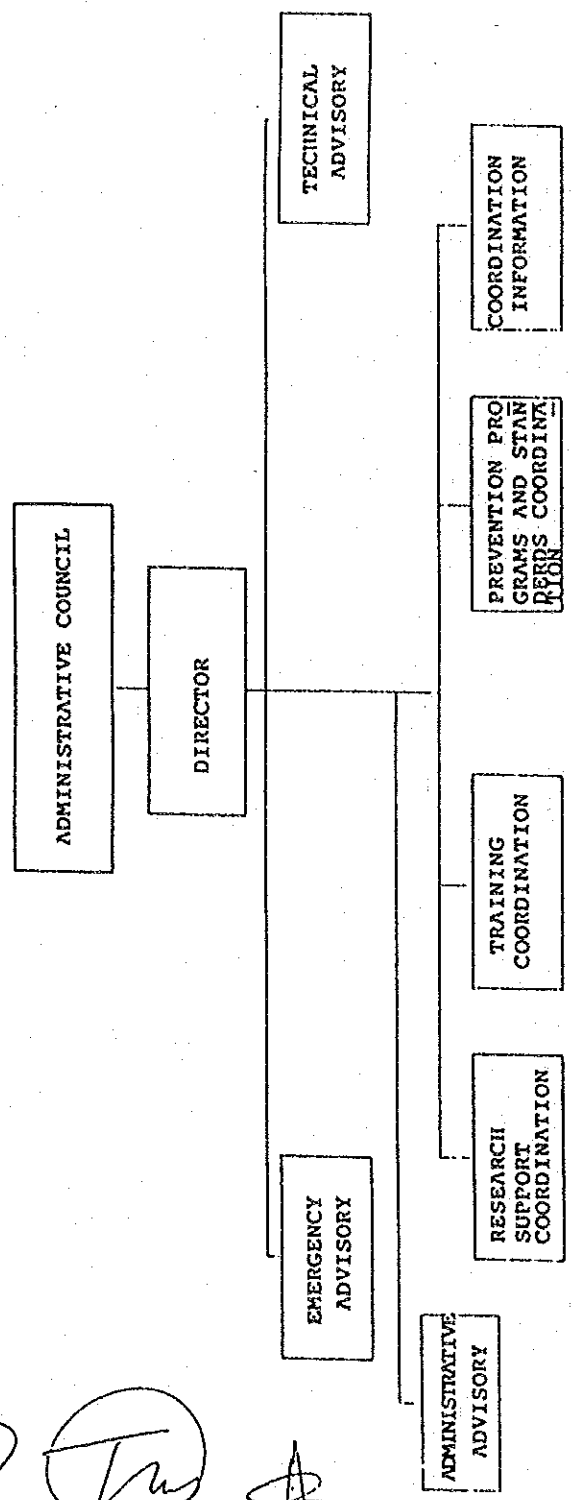 ADMINISTRATIVE COUNCIL
DIRECTOR
EMERGENCY
ADVISORY
TECHNICAL
ADVISORY
ADMINISTRATIVE
ADVISORY
RESEARCH
SUPPORT
COORDINATION
TRAINING
COORDINATION
PREVENTION PRO
GRAMS AND STAN
DERDS COORDINA
TION
COORDINATION
INFORMATION